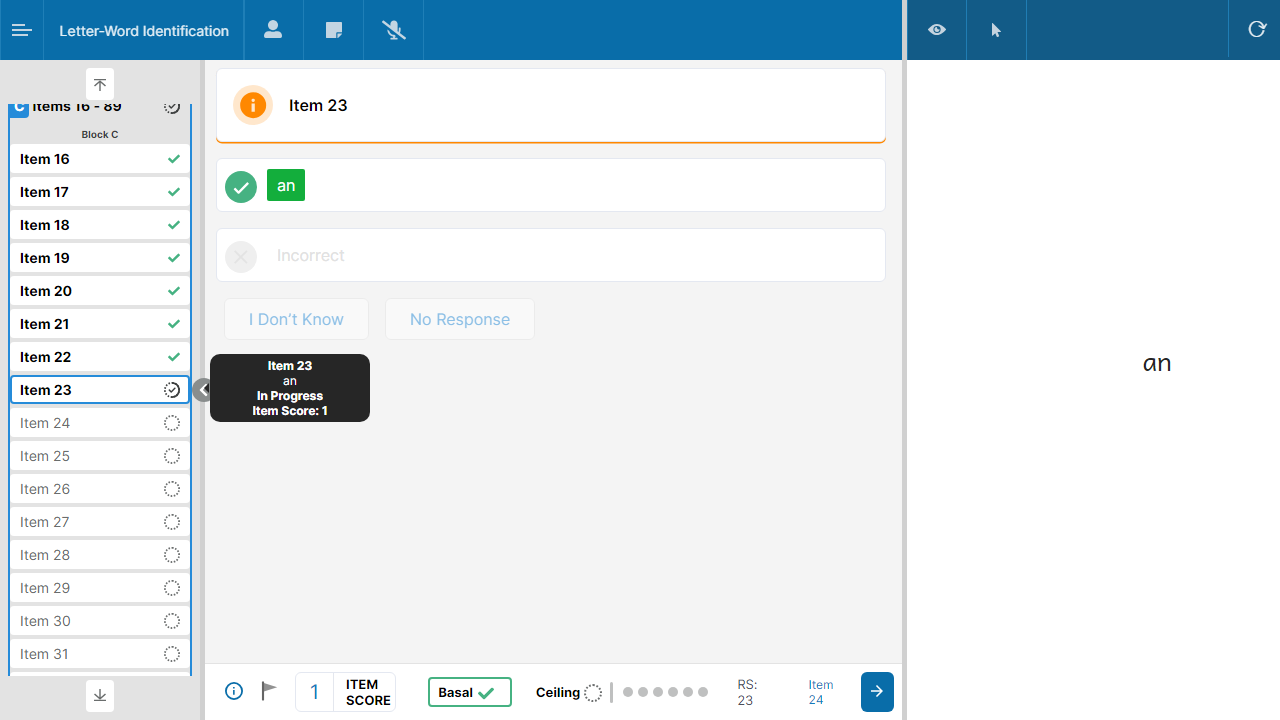 Letter-Word Identification
C Items 16 - 89
Block C
Item 16
Item 17
Item 18
Item 19
Item 20
Item 21
Item 22
Item 23
Item 24
Item 25
Item 26
Item 27
Item 28
Item 29
Item 30
Item 31
Item 23
an
Incorrect
I Don't Know
No Response
Item 23
an
In Progress
Item Score: 1
1
ITEM
SCORE
Basal
Ceiling
RS:
23
Item
24
an